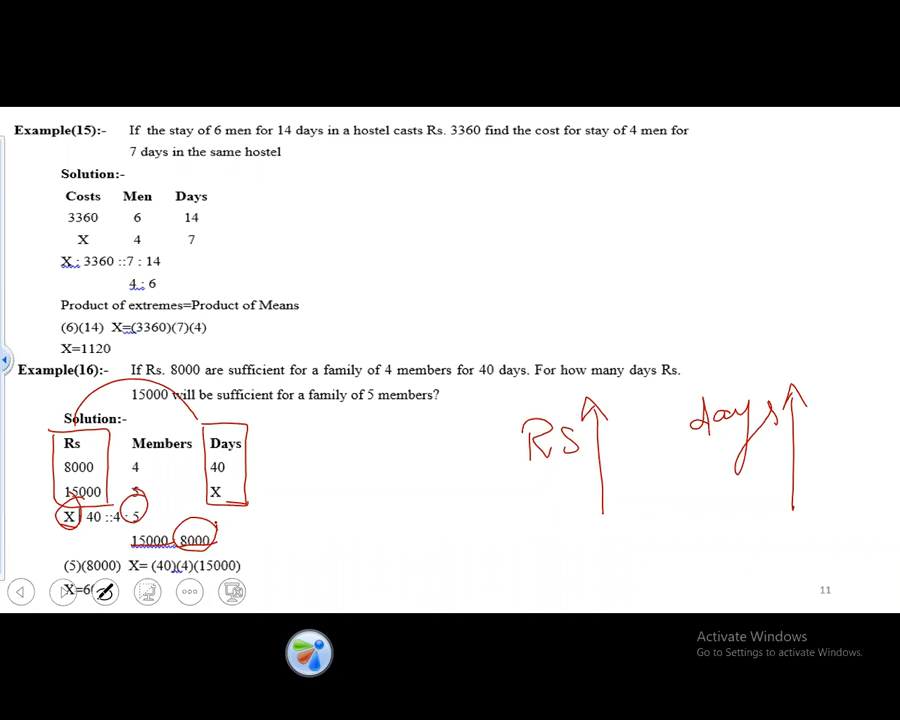 Example(15):- If the stay of 6 men for 14 days in a hostel casts Rs. 3360 find the cost for stay of 4 men for
7 days in the same hostel
Solution:-
Costs Men Days
3360 6 14
X 4 7
X : 3360 ::7 : 14
4 : 6
Product of extremes=Product of Means
(6)(14) X=(3360)(7)(4)
X=1120
Example(16):- If Rs. 8000 are sufficient for a family of 4 members for 40 days. For how many days Rs.
15000 will be sufficient for a family of 5 members?
Solution:-
Rs Members Days
8000 4 40
15000 5 X
X : 40 ::4 : 5
15000 : 8000
(5)(8000) X= (40)(4)(15000)
RS days
11
Activate Windows
Go to Settings to activate Windows.